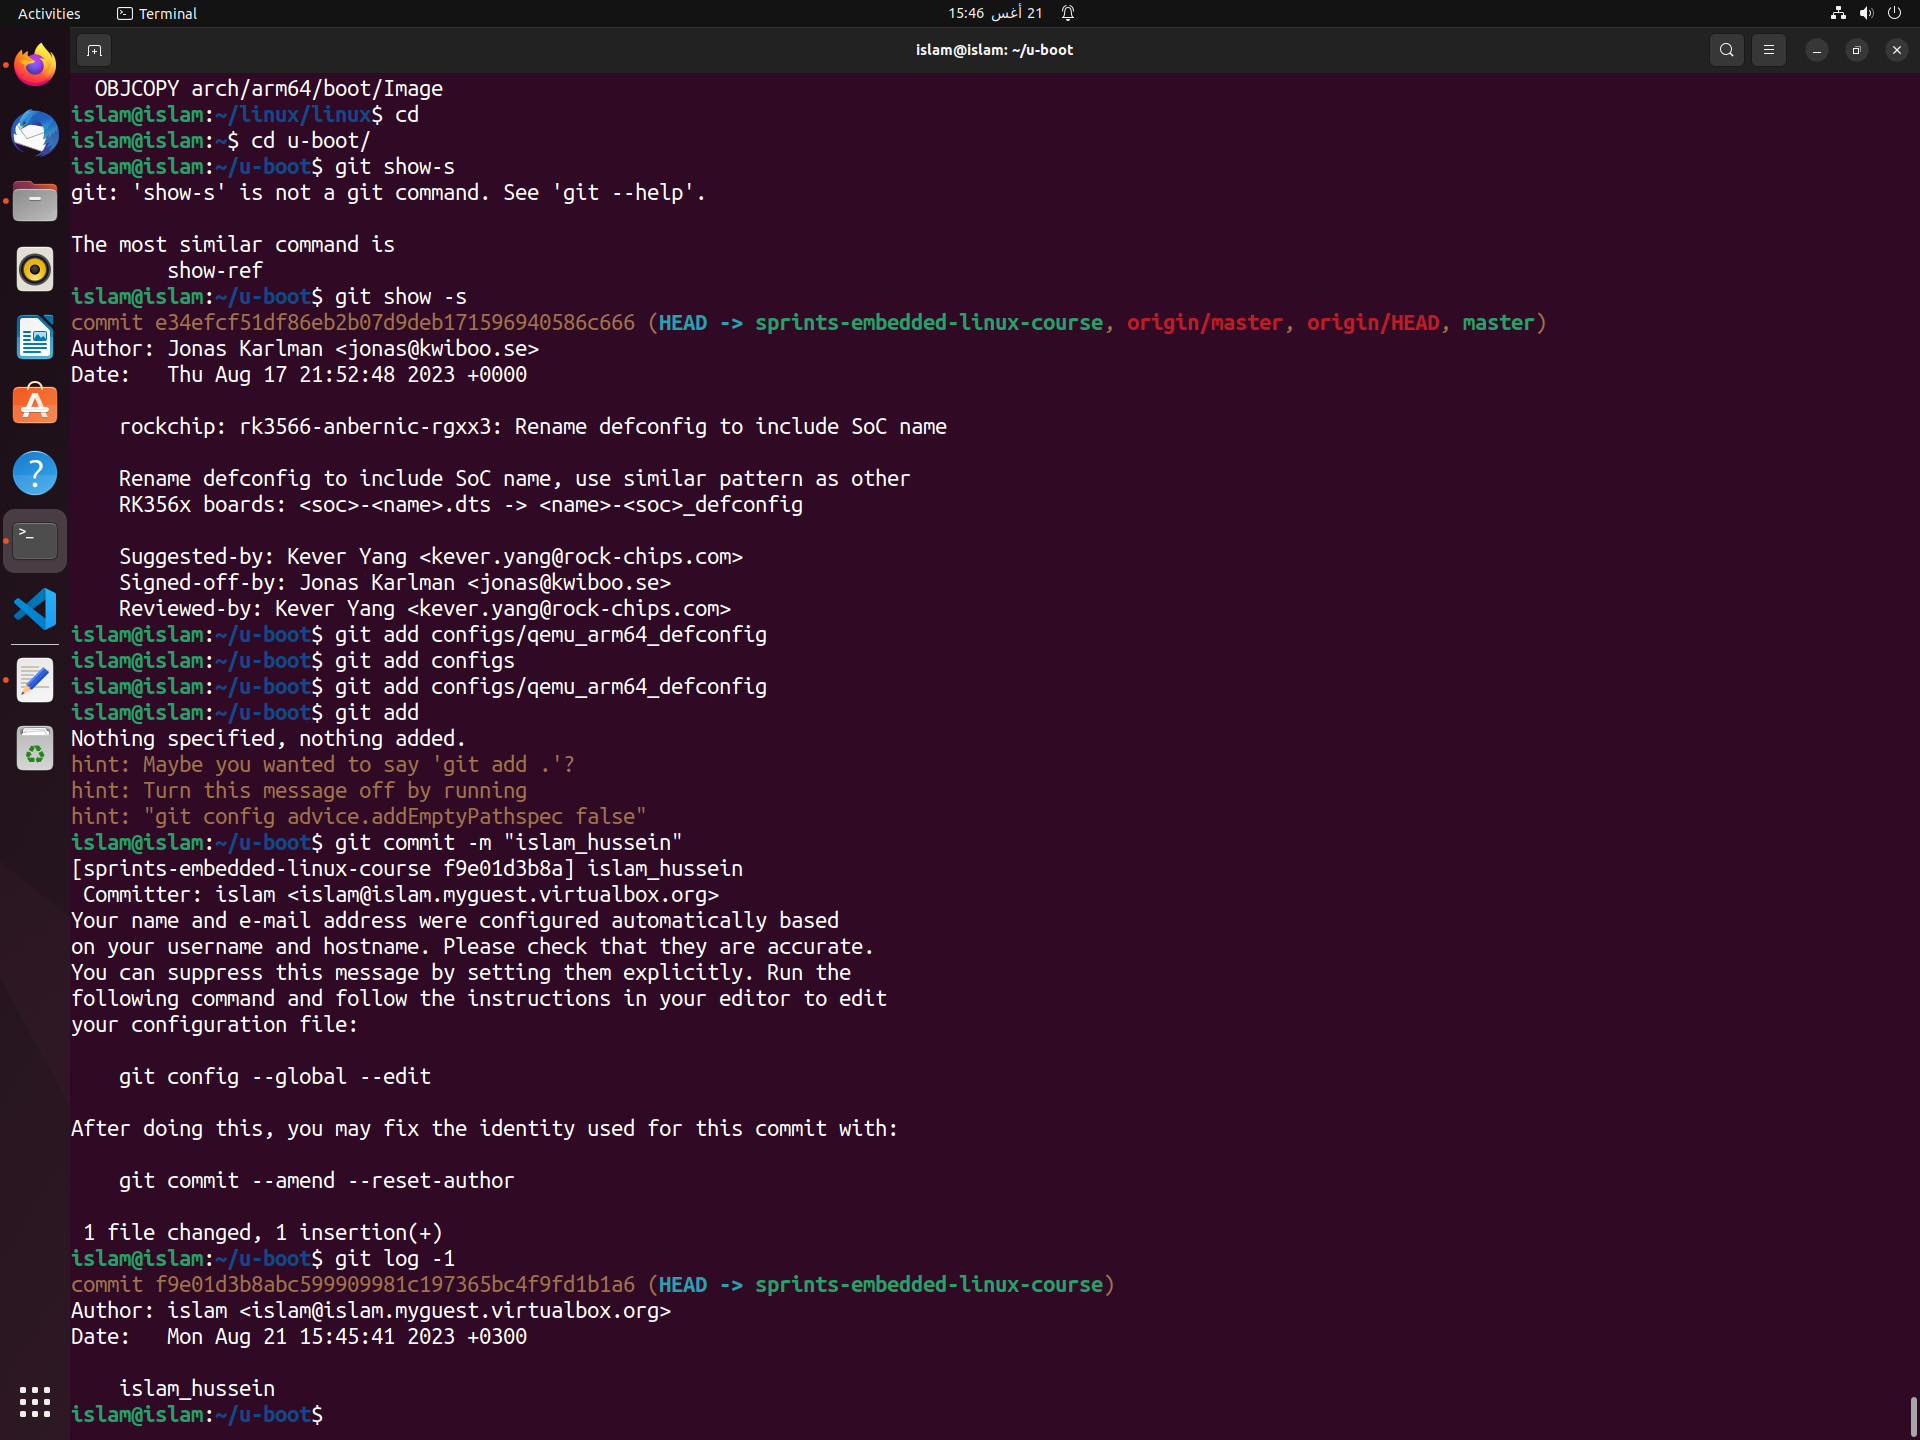 Activities
Terminal
21 أغس 15:46
islam@islam: ~/u-boot
  OBJCOPY arch/arm64/boot/Image
islam@islam:~/linux/linux$ cd
islam@islam:~$ cd u-boot/
islam@islam:~/u-boot$ git show-s
git: 'show-s' is not a git command. See 'git --help'.

The most similar command is
        show-ref
islam@islam:~/u-boot$ git show -s
commit e34efcf51df86eb2b07d9deb171596940586c666 (HEAD -> sprints-embedded-linux-course, origin/master, origin/HEAD, master)
Author: Jonas Karlman <jonas@kwiboo.se>
Date:   Thu Aug 17 21:52:48 2023 +0000

    rockchip: rk3566-anbernic-rgxx3: Rename defconfig to include SoC name

    Rename defconfig to include SoC name, use similar pattern as other
    RK356x boards: <soc>-<name>.dts -> <name>-<soc>_defconfig

    Suggested-by: Kever Yang <kever.yang@rock-chips.com>
    Signed-off-by: Jonas Karlman <jonas@kwiboo.se>
    Reviewed-by: Kever Yang <kever.yang@rock-chips.com>
islam@islam:~/u-boot$ git add configs/qemu_arm64_defconfig
islam@islam:~/u-boot$ git add configs
islam@islam:~/u-boot$ git add configs/qemu_arm64_defconfig
islam@islam:~/u-boot$ git add
Nothing specified, nothing added.
hint: Maybe you wanted to say 'git add .'?
hint: Turn this message off by running
hint: "git config advice.addEmptyPathspec false"
islam@islam:~/u-boot$ git commit -m "islam_hussein"
[sprints-embedded-linux-course f9e01d3b8a] islam_hussein
 Committer: islam <islam@islam.myguest.virtualbox.org>
Your name and e-mail address were configured automatically based
on your username and hostname. Please check that they are accurate.
You can suppress this message by setting them explicitly. Run the
following command and follow the instructions in your editor to edit
your configuration file:

    git config --global --edit

After doing this, you may fix the identity used for this commit with:

    git commit --amend --reset-author

 1 file changed, 1 insertion(+)
islam@islam:~/u-boot$ git log -1
commit f9e01d3b8abc599909981c197365bc4f9fd1b1a6 (HEAD -> sprints-embedded-linux-course)
Author: islam <islam@islam.myguest.virtualbox.org>
Date:   Mon Aug 21 15:45:41 2023 +0300

    islam_hussein
islam@islam:~/u-boot$